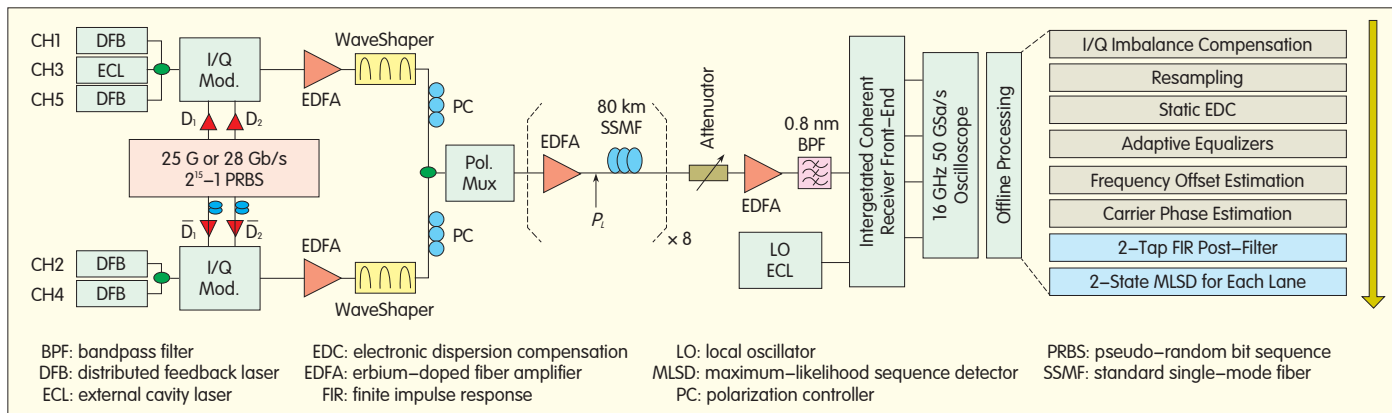 CH1
DFB
CH3
ECL
CH5
DFB
I/Q
Mod.
EDFA
WaveShaper
PC
D₁
D₂
25 G or 28 Gb/s
2¹⁵–1 PRBS
D̅₁
D̅₂
CH2
DFB
CH4
DFB
I/Q
Mod.
EDFA
WaveShaper
PC
Pol.
Mux
EDFA
80 km
SSMF
P_L
× 8
Attenuator
EDFA
0.8 nm
BPF
LO
ECL
Intergetated Coherent
Receiver Front–End
16 GHz 50 GSa/s
Oscilloscope
Offline Processing
I/Q Imbalance Compensation
Resampling
Static EDC
Adaptive Equalizers
Frequency Offset Estimation
Carrier Phase Estimation
2–Tap FIR Post–Filter
2–State MLSD for Each Lane
BPF: bandpass filter
DFB: distributed feedback laser
ECL: external cavity laser
EDC: electronic dispersion compensation
EDFA: erbium–doped fiber amplifier
FIR: finite impulse response
LO: local oscillator
MLSD: maximum–likelihood sequence detector
PC: polarization controller
PRBS: pseudo–random bit sequence
SSMF: standard single–mode fiber